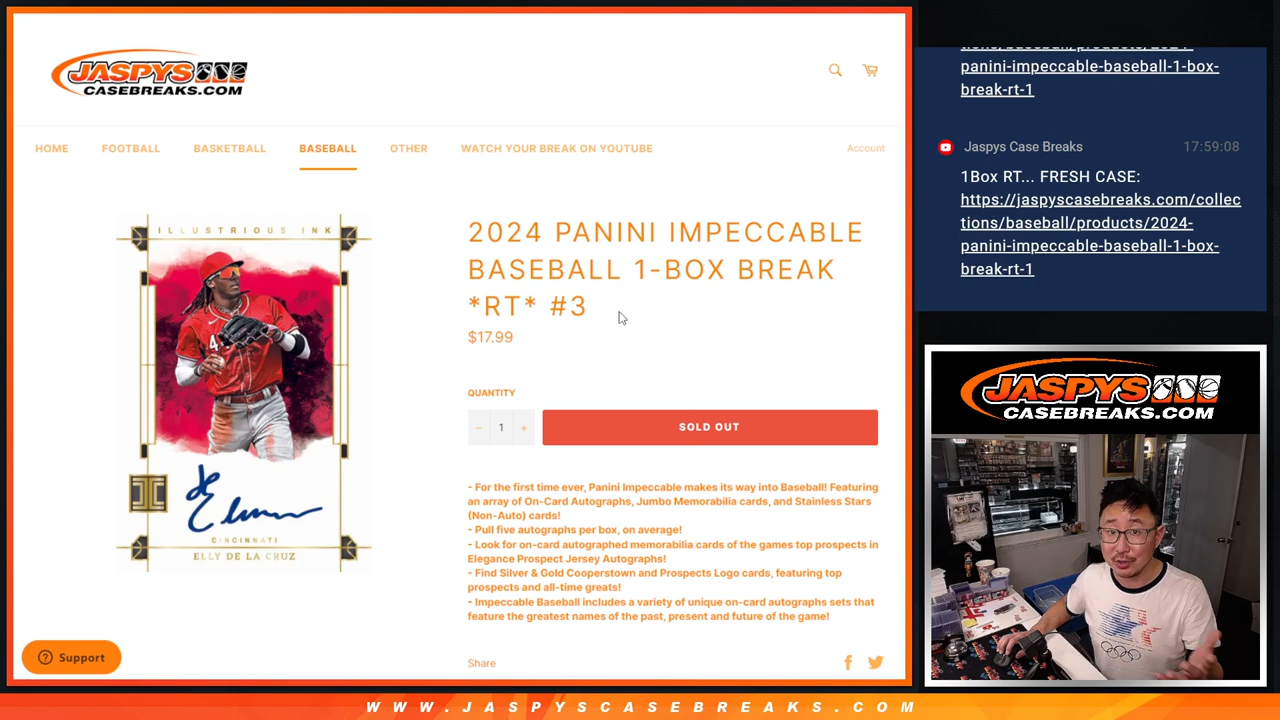 JASPYS
CASEBREAKS.COM
HOME
FOOTBALL
BASKETBALL
BASEBALL
OTHER
WATCH YOUR BREAK ON YOUTUBE
Account
ILLUSTRIOUS INK
CINCINNATI
ELLY DE LA CRUZ
2024 PANINI IMPECCABLE
BASEBALL 1-BOX BREAK
*RT* #3
$17.99
QUANTITY
− 1 +
SOLD OUT
- For the first time ever, Panini Impeccable makes its way into Baseball! Featuring
an array of On-Card Autographs, Jumbo Memorabilia cards, and Stainless Stars
(Non-Auto) cards!
- Pull five autographs per box, on average!
- Look for on-card autographed memorabilia cards of the games top prospects in
Elegance Prospect Jersey Autographs!
- Find Silver & Gold Cooperstown and Prospects Logo cards, featuring top
prospects and all-time greats!
- Impeccable Baseball includes a variety of unique on-card autographs sets that
feature the greatest names of the past, present and future of the game!
Share
Support
tions/baseball/products/2024-
panini-impeccable-baseball-1-box-
break-rt-1
Jaspys Case Breaks 17:59:08
1Box RT... FRESH CASE:
https://jaspyscasebreaks.com/collec
tions/baseball/products/2024-
panini-impeccable-baseball-1-box-
break-rt-1
JASPYS
CASEBREAKS.COM
WWW.JASPYSCASEBREAKS.COM